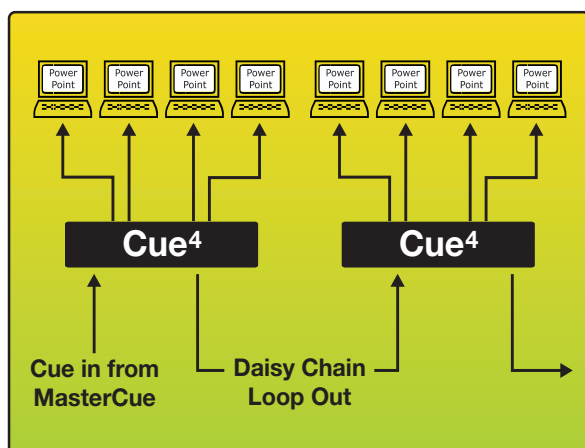 Power Point Power Point Power Point Power Point Power Point Power Point Power Point Power Point
Cue⁴ Cue⁴
Cue in from
MasterCue
Daisy Chain
Loop Out